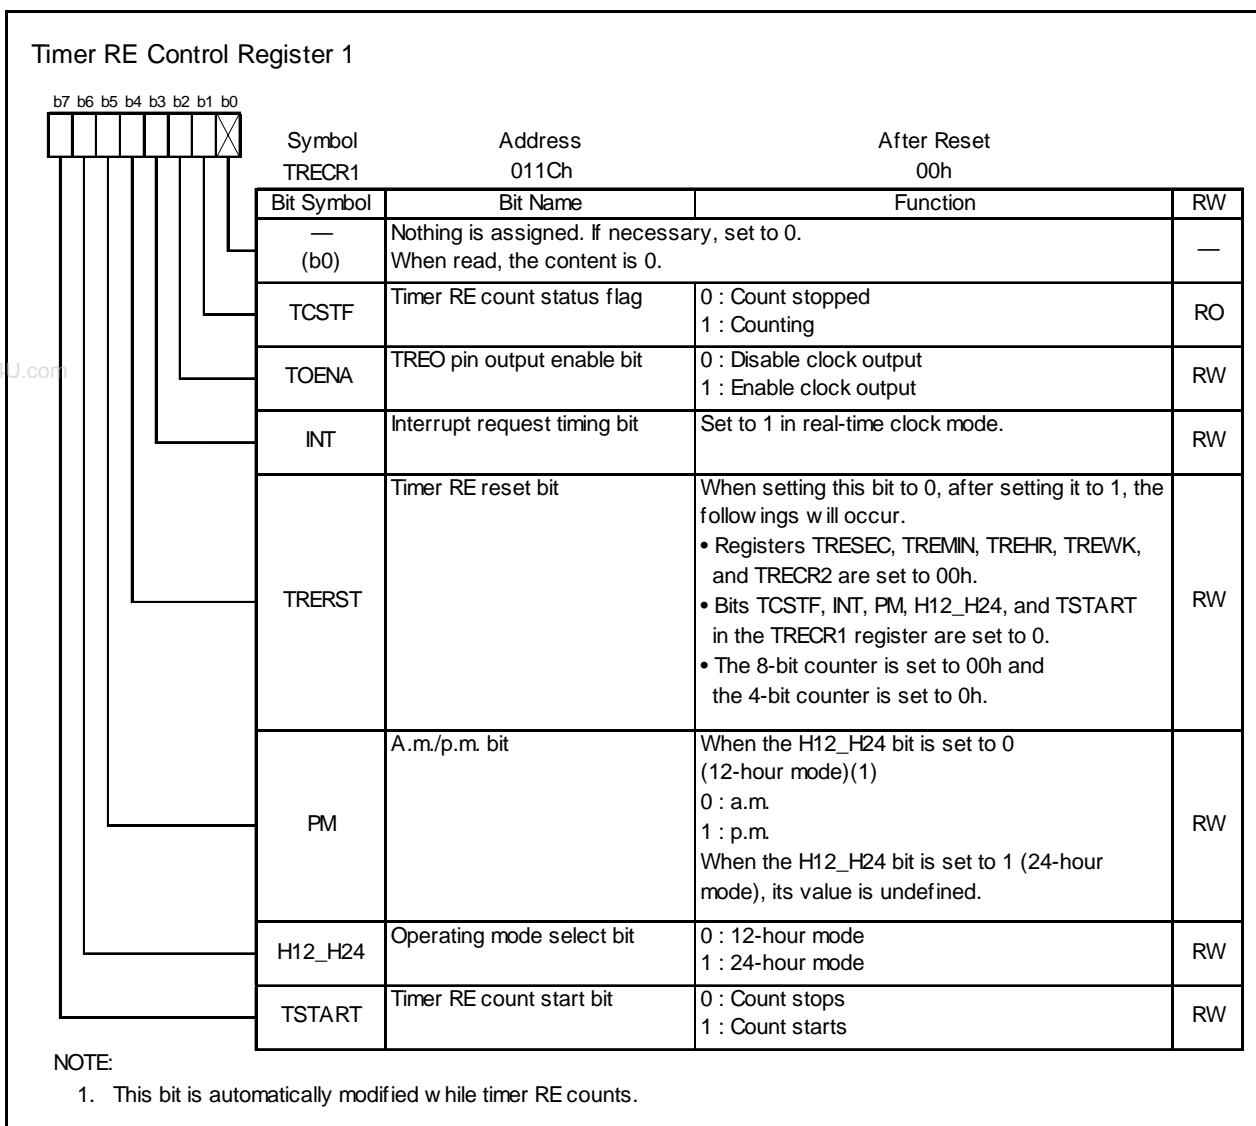 Timer RE Control Register 1
b7 b6 b5 b4 b3 b2 b1 b0
Symbol Address After Reset
TRECR1 011Ch 00h
Bit Symbol Bit Name Function RW
—
(b0)
Nothing is assigned. If necessary, set to 0.
When read, the content is 0.
—
TCSTF
Timer RE count status flag
0 : Count stopped
1 : Counting
RO
4U.com
TOENA
TREO pin output enable bit
0 : Disable clock output
1 : Enable clock output
RW
INT
Interrupt request timing bit
Set to 1 in real-time clock mode.
RW
TRERST
Timer RE reset bit
When setting this bit to 0, after setting it to 1, the
followings will occur.
• Registers TRESEC, TREMIN, TREHR, TREWK,
and TRECR2 are set to 00h.
• Bits TCSTF, INT, PM, H12_H24, and TSTART
in the TRECR1 register are set to 0.
• The 8-bit counter is set to 00h and
the 4-bit counter is set to 0h.
RW
PM
A.m./p.m. bit
When the H12_H24 bit is set to 0
(12-hour mode)(1)
0 : a.m.
1 : p.m.
When the H12_H24 bit is set to 1 (24-hour
mode), its value is undefined.
RW
H12_H24
Operating mode select bit
0 : 12-hour mode
1 : 24-hour mode
RW
TSTART
Timer RE count start bit
0 : Count stops
1 : Count starts
RW
NOTE:
1. This bit is automatically modified while timer RE counts.